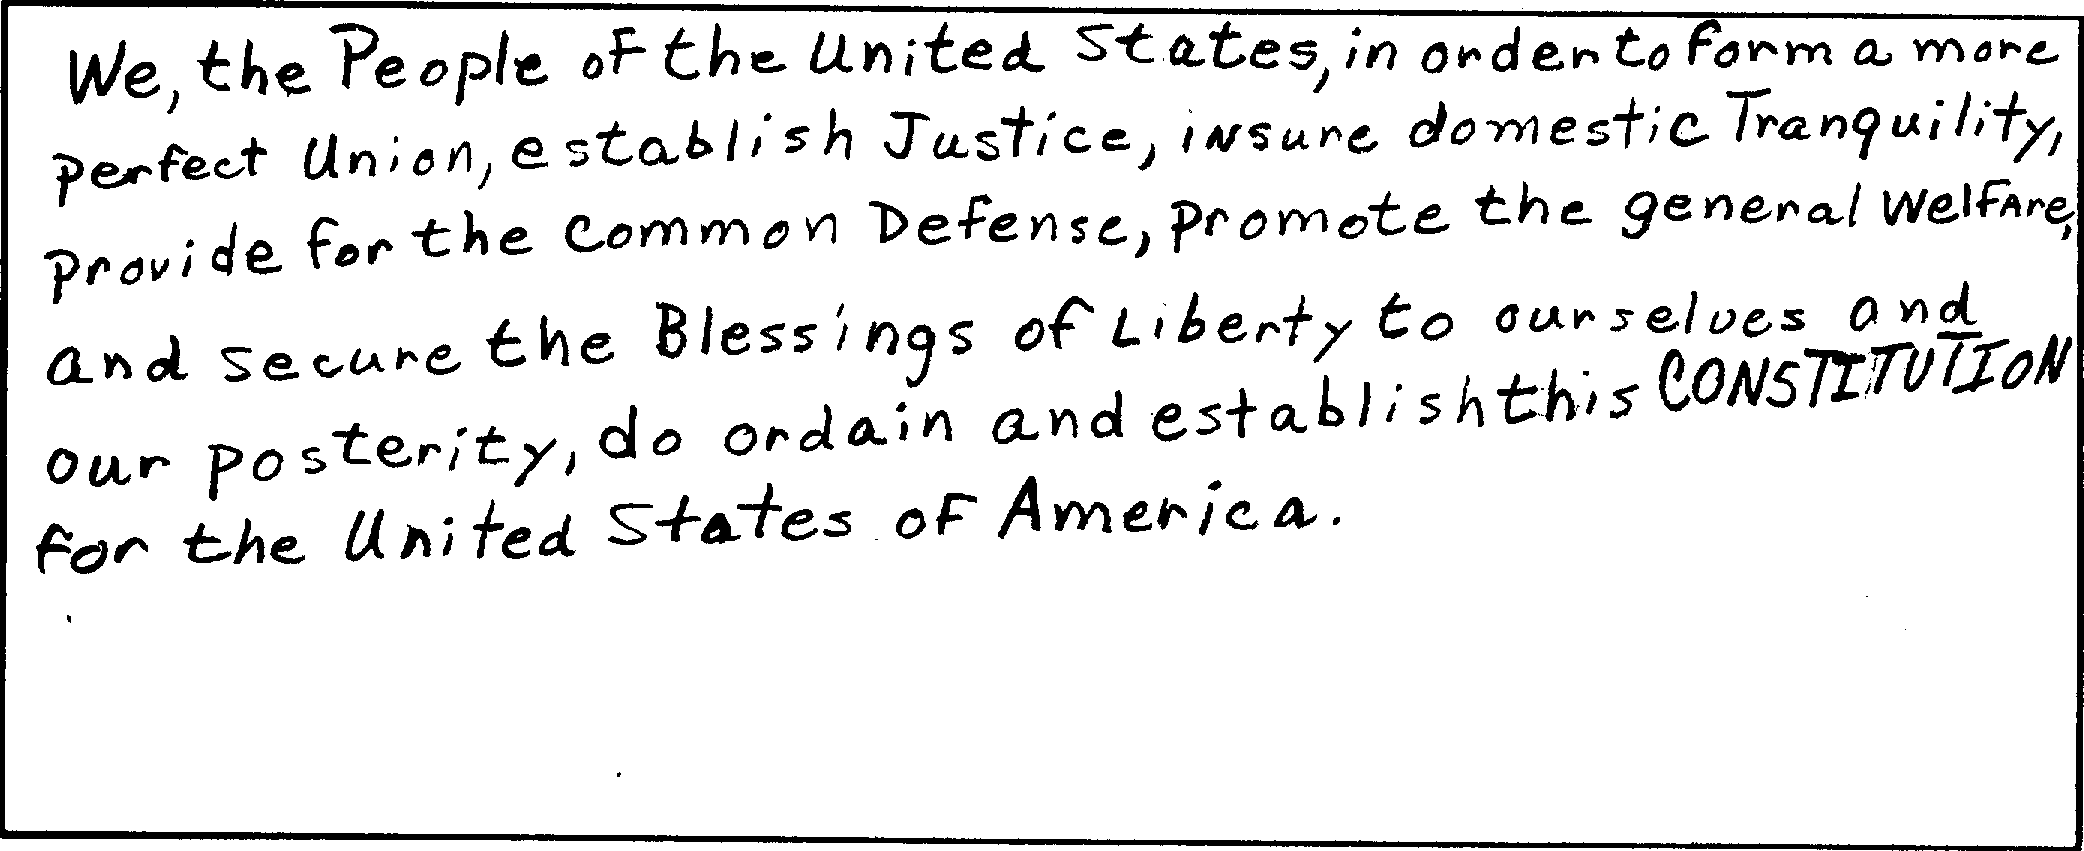 We, the People of the United States, in order to form a more
perfect Union, establish Justice, insure domestic Tranquility,
provide for the common Defense, promote the general Welfare,
and secure the Blessings of Liberty to ourselves and
our posterity, do ordain and establish this CONSTITUTION
for the United States of America.